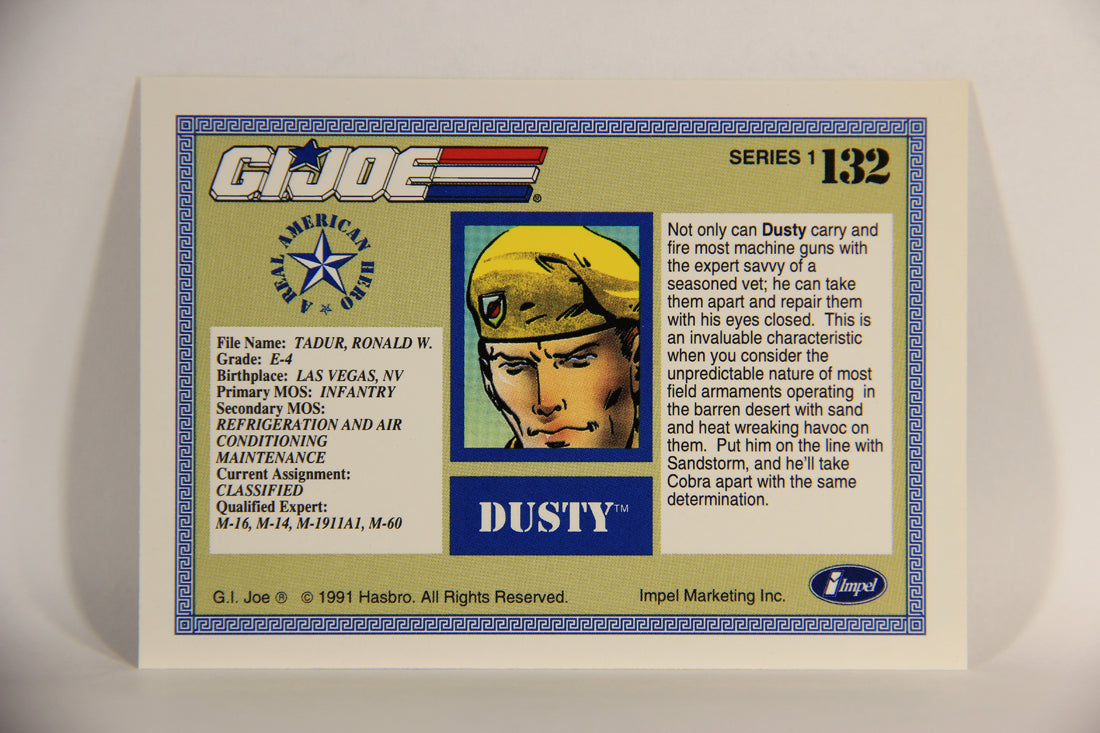 G.I. JOE ®
SERIES 1 132
A REAL AMERICAN HERO
File Name: TADUR, RONALD W.
Grade: E-4
Birthplace: LAS VEGAS, NV
Primary MOS: INFANTRY
Secondary MOS:
REFRIGERATION AND AIR
CONDITIONING
MAINTENANCE
Current Assignment:
CLASSIFIED
Qualified Expert:
M-16, M-14, M-1911A1, M-60
DUSTY™
Not only can Dusty carry and
fire most machine guns with
the expert savvy of a
seasoned vet; he can take
them apart and repair them
with his eyes closed. This is
an invaluable characteristic
when you consider the
unpredictable nature of most
field armaments operating in
the barren desert with sand
and heat wreaking havoc on
them. Put him on the line with
Sandstorm, and he'll take
Cobra apart with the same
determination.
G.I. Joe ® © 1991 Hasbro. All Rights Reserved.
Impel Marketing Inc.
Impel